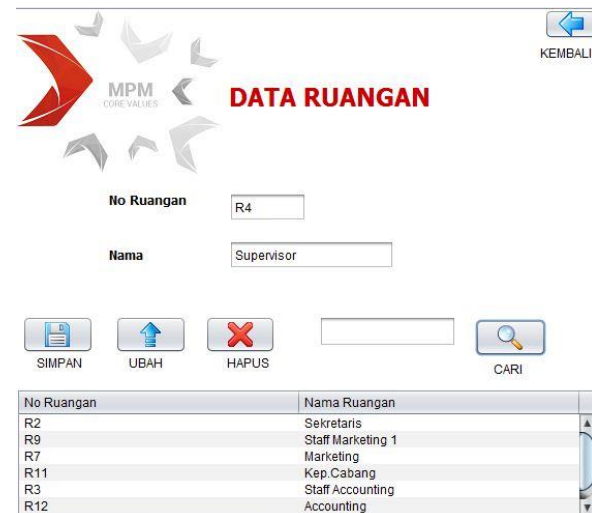 KEMBALI
MPM
CORE VALUES
DATA RUANGAN
No Ruangan R4
Nama Supervisor
SIMPAN UBAH HAPUS CARI
No Ruangan Nama Ruangan
R2 Sekretaris
R9 Staff Marketing 1
R7 Marketing
R11 Kep.Cabang
R3 Staff Accounting
R12 Accounting